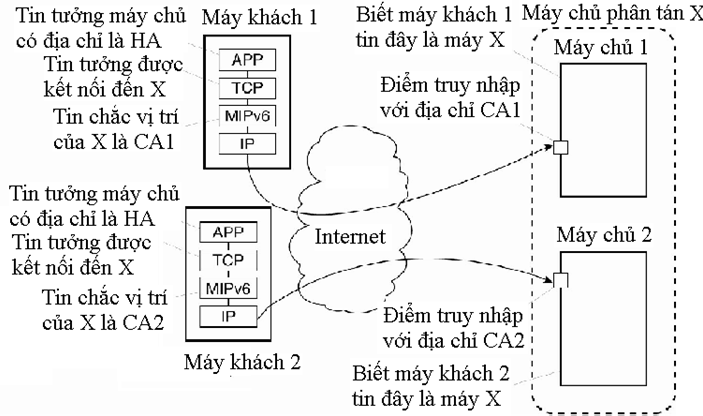 Tin tưởng máy chủ
có địa chỉ là HA
Tin tưởng được
kết nối đến X
Tin chắc vị trí
của X là CA1
Máy khách 1
APP
TCP
MIPv6
IP
Tin tưởng máy chủ
có địa chỉ là HA
Tin tưởng được
kết nối đến X
Tin chắc vị trí
của X là CA2
APP
TCP
MIPv6
IP
Máy khách 2
Internet
Biết máy khách 1
tin đây là máy X
Điểm truy nhập
với địa chỉ CA1
Máy chủ phân tán X
Máy chủ 1
Máy chủ 2
Điểm truy nhập
với địa chỉ CA2
Biết máy khách 2
tin đây là máy X